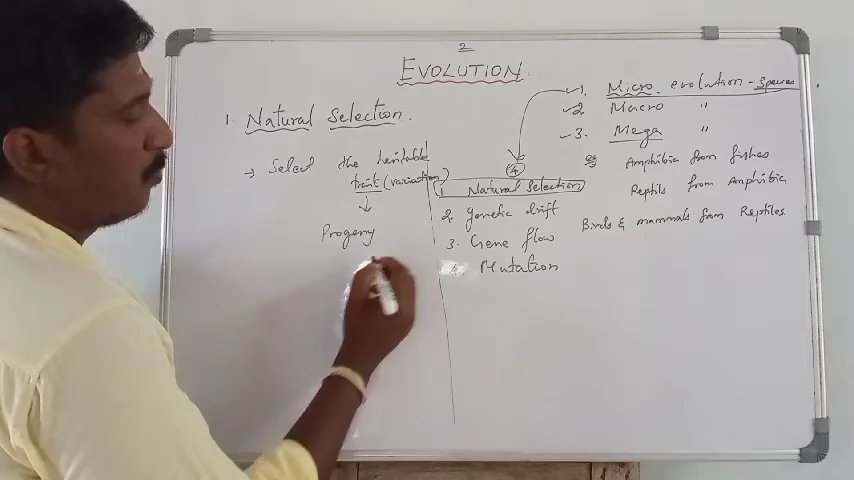 2
EVOLUTION
1. Natural Selection.
→ Select the heritable
trait (variation)
↓
Progeny
1. Micro evolution - Species
2. Macro "
3. Mega "
eg Amphibia from fishes
Reptils from Amphibia
Birds & mammals from Reptiles.
4
1. Natural Selection
2. Genetic drift
3. Gene flow
4. Mutation